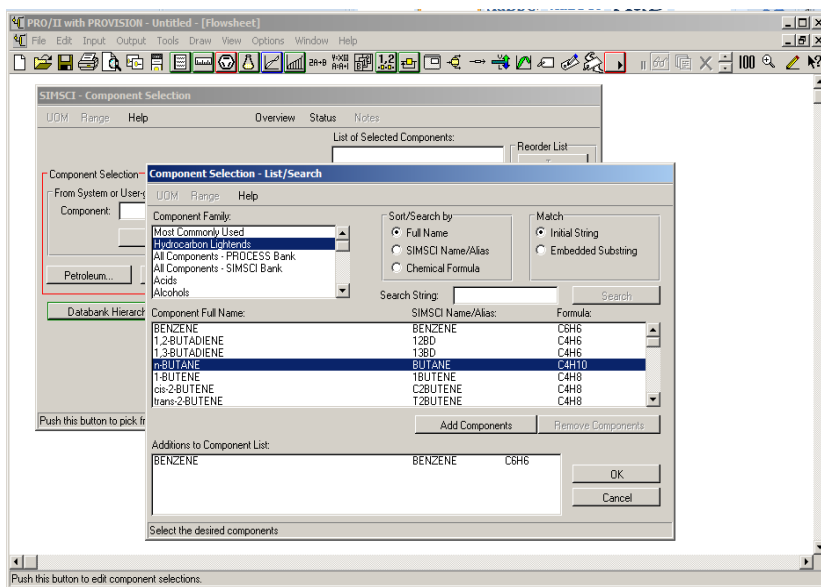 PRO/II with PROVISION - Untitled - [Flowsheet]
File Edit Input Output Tools Draw View Options Window Help
SIMSCI - Component Selection
UOM Range Help Overview Status Notes
List of Selected Components:
Reorder List
Component Selection
From System or User-g
Component:
Petroleum...
Databank Hierarch
Push this button to pick fr
Component Selection - List/Search
UOM Range Help
Component Family:
Most Commonly Used
Hydrocarbon Lightends
All Components - PROCESS Bank
All Components - SIMSCI Bank
Acids
Alcohols
Sort/Search by
Full Name
SIMSCI Name/Alias
Chemical Formula
Match
Initial String
Embedded Substring
Search String:
Search
Component Full Name: SIMSCI Name/Alias: Formula:
BENZENE BENZENE C6H6
1,2-BUTADIENE 12BD C4H6
1,3-BUTADIENE 13BD C4H6
n-BUTANE BUTANE C4H10
1-BUTENE 1BUTENE C4H8
cis-2-BUTENE C2BUTENE C4H8
trans-2-BUTENE T2BUTENE C4H8
Add Components Remove Components
Additions to Component List:
BENZENE BENZENE C6H6
OK
Cancel
Select the desired components
Push this button to edit component selections.